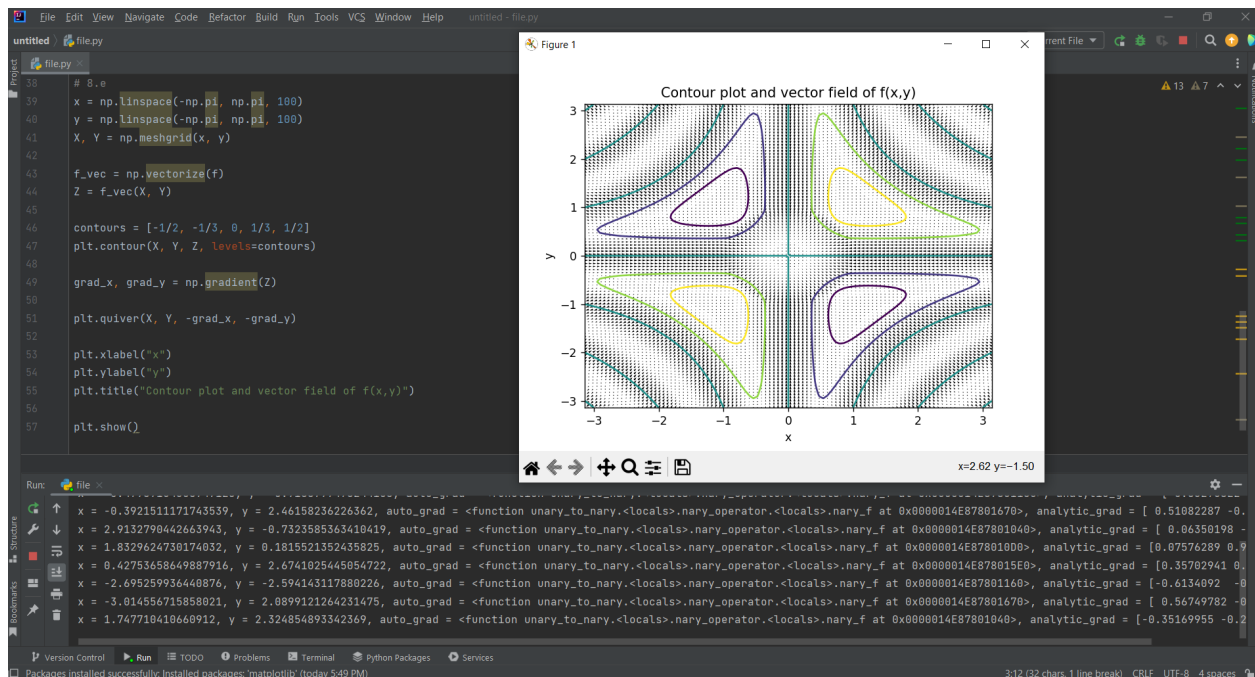 File Edit View Navigate Code Refactor Build Run Tools VCS Window Help untitled - file.py
untitled file.py
rrent File
Project
file.py
13 7
Notifications
38 # 8.e
39 x = np.linspace(-np.pi, np.pi, 100)
40 y = np.linspace(-np.pi, np.pi, 100)
41 X, Y = np.meshgrid(x, y)
42
43 f_vec = np.vectorize(f)
44 Z = f_vec(X, Y)
45
46 contours = [-1/2, -1/3, 0, 1/3, 1/2]
47 plt.contour(X, Y, Z, levels=contours)
48
49 grad_x, grad_y = np.gradient(Z)
50
51 plt.quiver(X, Y, -grad_x, -grad_y)
52
53 plt.xlabel("x")
54 plt.ylabel("y")
55 plt.title("Contour plot and vector field of f(x,y)")
56
57 plt.show()
Figure 1
Contour plot and vector field of f(x,y)
3
2
1
0
−1
−2
−3
y
−3 −2 −1 0 1 2 3
x
x=2.62 y=−1.50
Run: file
x = -0.3921511171743539, y = 2.46158236226362, auto_grad = <function unary_to_nary.<locals>.nary_operator.<locals>.nary_f at 0x0000014E87801670>, analytic_grad = [ 0.51082287 -0.
x = 2.9132790442663943, y = -0.7323585363410419, auto_grad = <function unary_to_nary.<locals>.nary_operator.<locals>.nary_f at 0x0000014E87801040>, analytic_grad = [ 0.06350198 -
x = 1.8329624730174032, y = 0.1815521352435825, auto_grad = <function unary_to_nary.<locals>.nary_operator.<locals>.nary_f at 0x0000014E878010D0>, analytic_grad = [0.07576289 0.9
x = 0.42753658649887916, y = 2.6741025445054722, auto_grad = <function unary_to_nary.<locals>.nary_operator.<locals>.nary_f at 0x0000014E878015E0>, analytic_grad = [0.35702941 0.
x = -2.695259936440876, y = -2.594143117880226, auto_grad = <function unary_to_nary.<locals>.nary_operator.<locals>.nary_f at 0x0000014E87801160>, analytic_grad = [-0.6134092 -0
x = -3.014556715858021, y = 2.0899121264231475, auto_grad = <function unary_to_nary.<locals>.nary_operator.<locals>.nary_f at 0x0000014E87801670>, analytic_grad = [ 0.56749782 -0
x = 1.747710410660912, y = 2.324854893342369, auto_grad = <function unary_to_nary.<locals>.nary_operator.<locals>.nary_f at 0x0000014E87801040>, analytic_grad = [-0.35169955 -0.2
Structure
Bookmarks
Version Control Run TODO Problems Terminal Python Packages Services
Packages installed successfully: Installed packages: 'matplotlib' (today 5:49 PM) 3:12 (32 chars, 1 line break) CRLF UTF-8 4 spaces